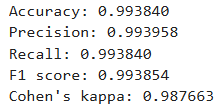 Accuracy: 0.993840
Precision: 0.993958
Recall: 0.993840
F1 score: 0.993854
Cohen's kappa: 0.987663